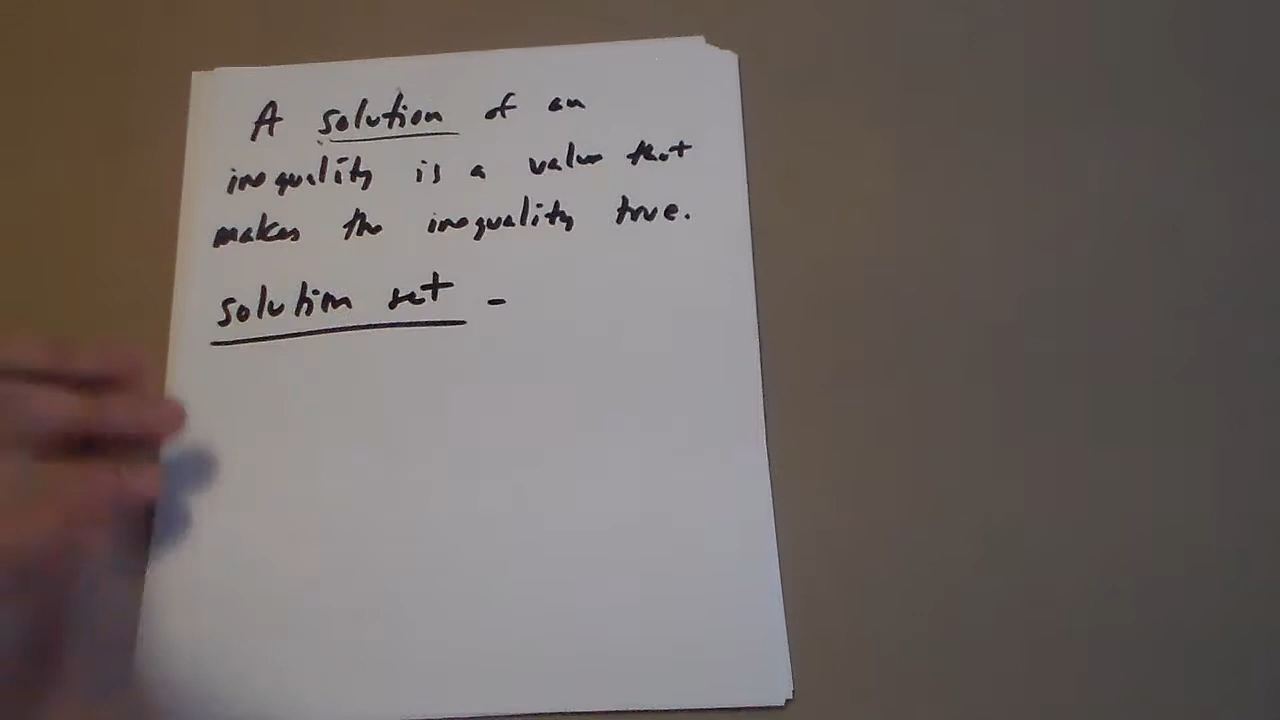 A solution of an
inequality is a value that
makes the inequality true.
solution set -